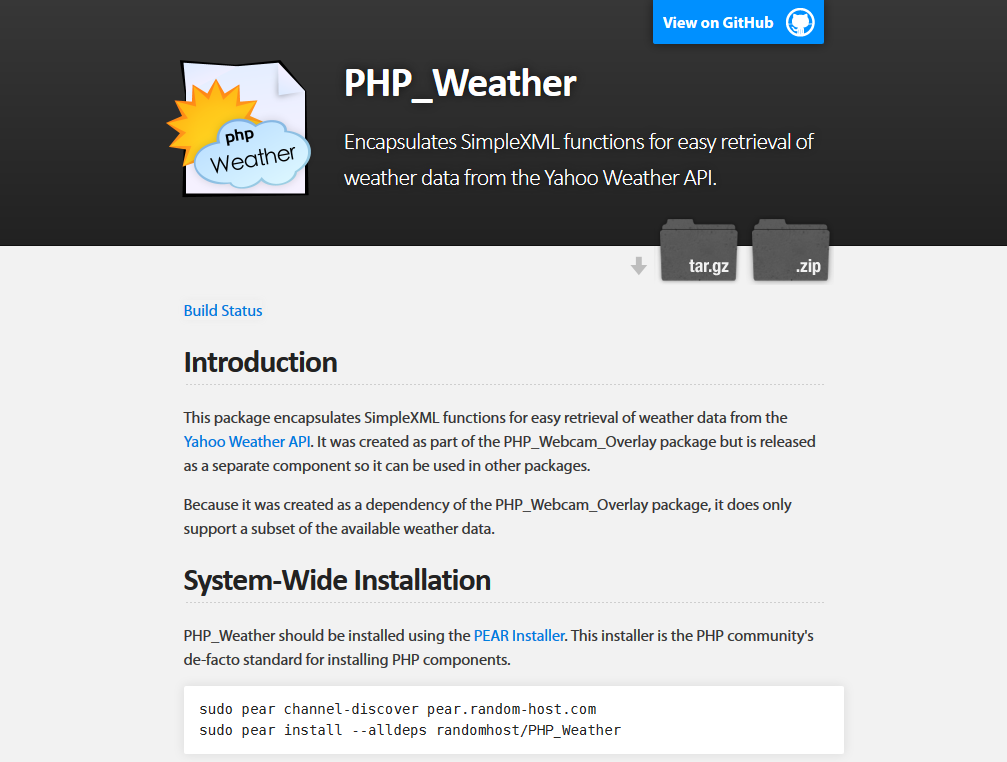 View on GitHub
php
Weather
PHP_Weather
Encapsulates SimpleXML functions for easy retrieval of
weather data from the Yahoo Weather API.
tar.gz
.zip
Build Status
Introduction
This package encapsulates SimpleXML functions for easy retrieval of weather data from the
Yahoo Weather API. It was created as part of the PHP_Webcam_Overlay package but is released
as a separate component so it can be used in other packages.
Because it was created as a dependency of the PHP_Webcam_Overlay package, it does only
support a subset of the available weather data.
System-Wide Installation
PHP_Weather should be installed using the PEAR Installer. This installer is the PHP community's
de-facto standard for installing PHP components.
sudo pear channel-discover pear.random-host.com
sudo pear install --alldeps randomhost/PHP_Weather